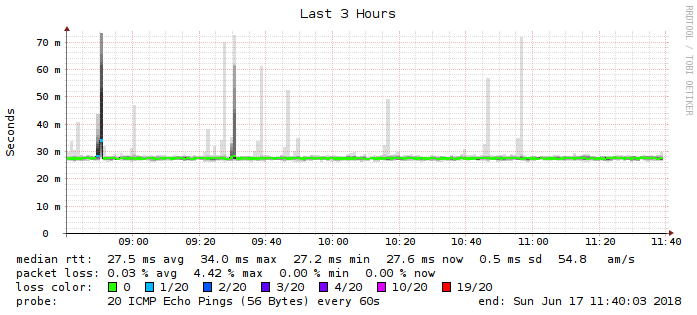 Last 3 Hours
RRDTOOL / TOBI OETIKER
Seconds
70 m
60 m
50 m
40 m
30 m
20 m
10 m
0
09:00 09:20 09:40 10:00 10:20 10:40 11:00 11:20 11:40
median rtt: 27.5 ms avg 34.0 ms max 27.2 ms min 27.6 ms now 0.5 ms sd 54.8 am/s
packet loss: 0.03 % avg 4.42 % max 0.00 % min 0.00 % now
loss color: 0 1/20 2/20 3/20 4/20 10/20 19/20
probe: 20 ICMP Echo Pings (56 Bytes) every 60s end: Sun Jun 17 11:40:03 2018